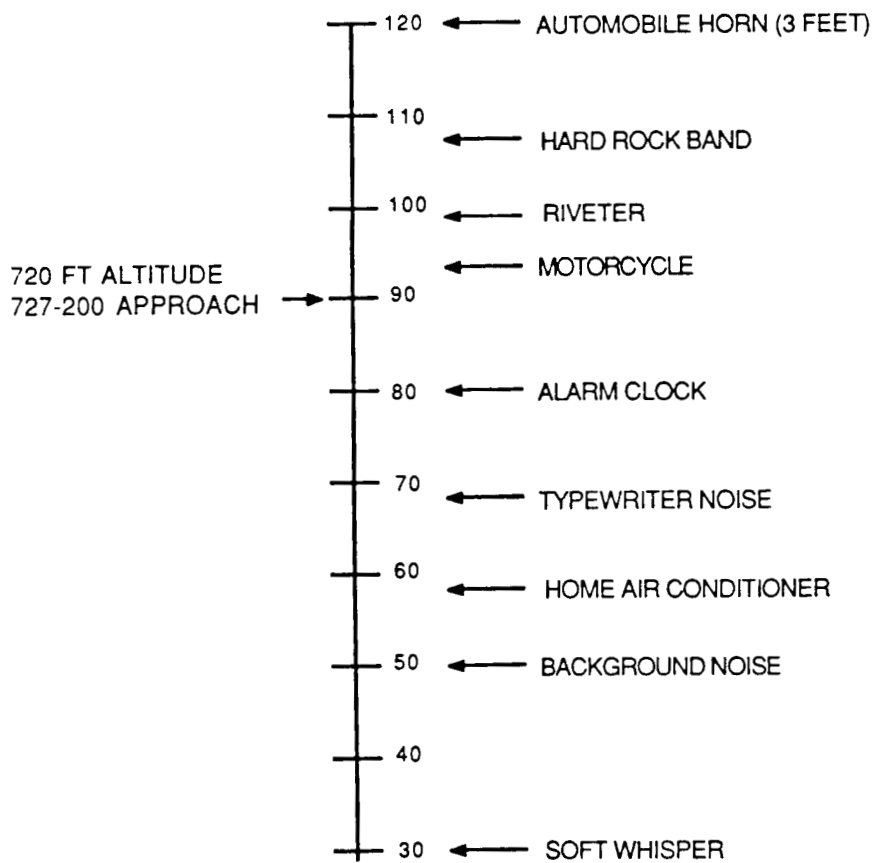 120 AUTOMOBILE HORN (3 FEET)
110
HARD ROCK BAND
100
RIVETER
MOTORCYCLE
720 FT ALTITUDE
727-200 APPROACH
90
80 ALARM CLOCK
70
TYPEWRITER NOISE
60
HOME AIR CONDITIONER
50 BACKGROUND NOISE
40
30 SOFT WHISPER